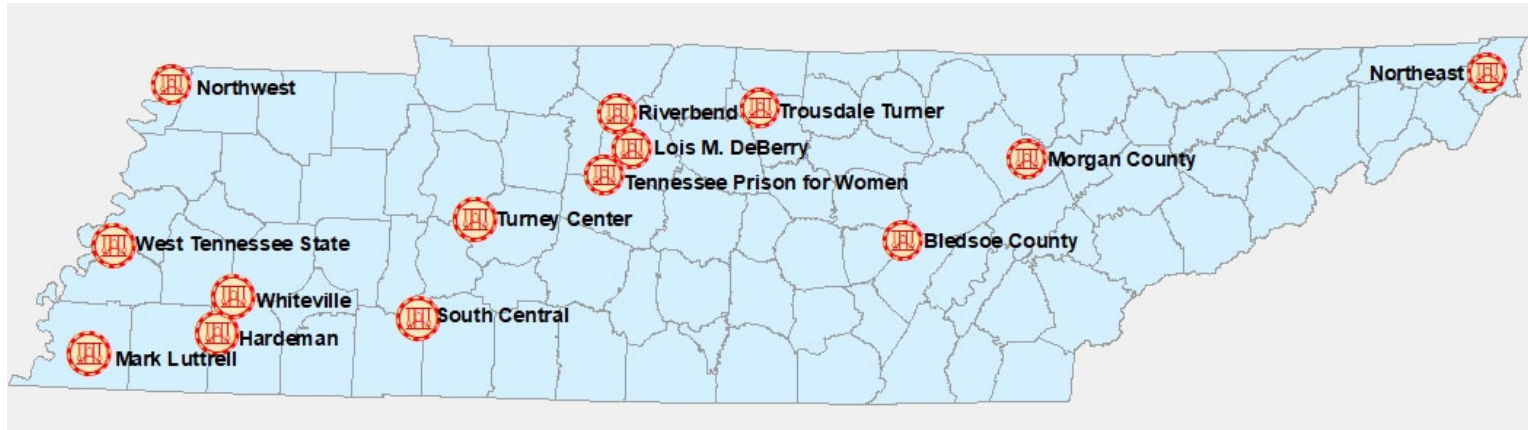 Northeast
Northwest
Riverbend
Trousdale Turner
Lois M. DeBerry
Morgan County
Tennessee Prison for Women
Turney Center
Bledsoe County
West Tennessee State
Whiteville
South Central
Hardeman
Mark Luttrell